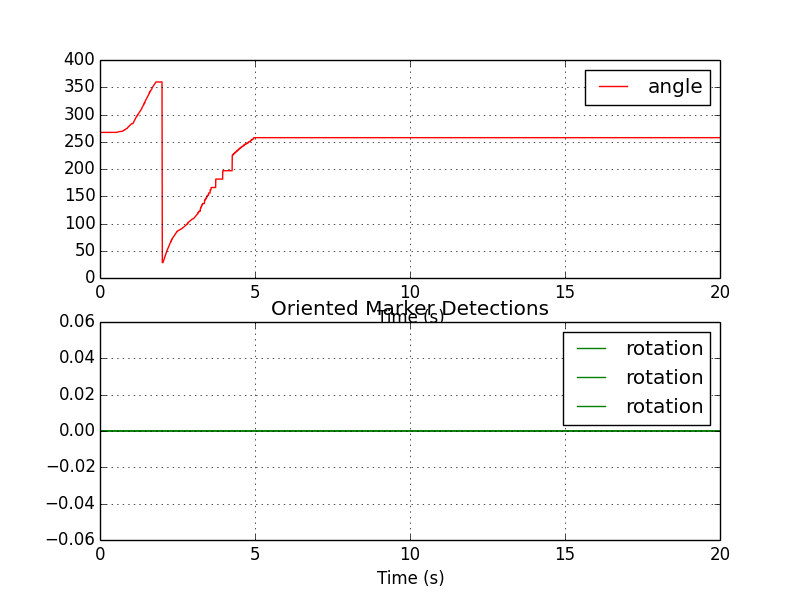 400
350
300
250
200
150
100
50
0
angle
0 5 10 15 20
Time (s)
Oriented Marker Detections
0.06
0.04
0.02
0.00
−0.02
−0.04
−0.06
rotation
rotation
rotation
0 5 10 15 20
Time (s)